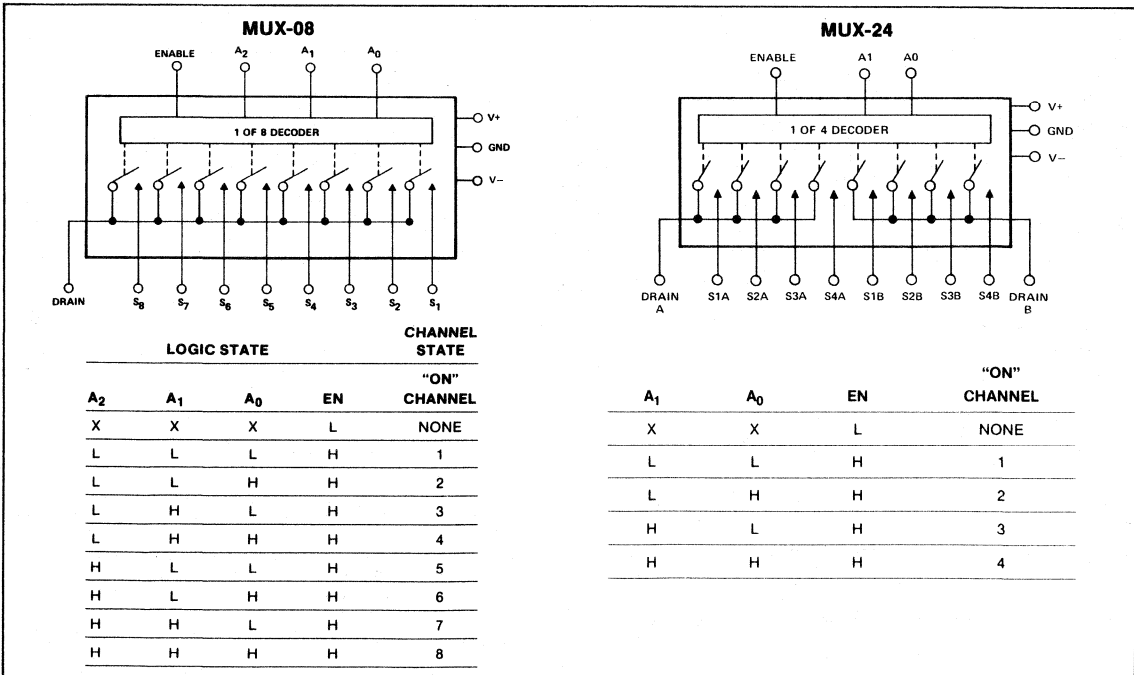 MUX-08
ENABLE A2 A1 A0
1 OF 8 DECODER
V+
GND
V−
DRAIN S8 S7 S6 S5 S4 S3 S2 S1
LOGIC STATE CHANNEL STATE
A2 A1 A0 EN "ON" CHANNEL
X X X L NONE
L L L H 1
L L H H 2
L H L H 3
L H H H 4
H L L H 5
H L H H 6
H H L H 7
H H H H 8
MUX-24
ENABLE A1 A0
1 OF 4 DECODER
V+
GND
V−
DRAIN A S1A S2A S3A S4A S1B S2B S3B S4B DRAIN B
A1 A0 EN "ON" CHANNEL
X X L NONE
L L H 1
L H H 2
H L H 3
H H H 4